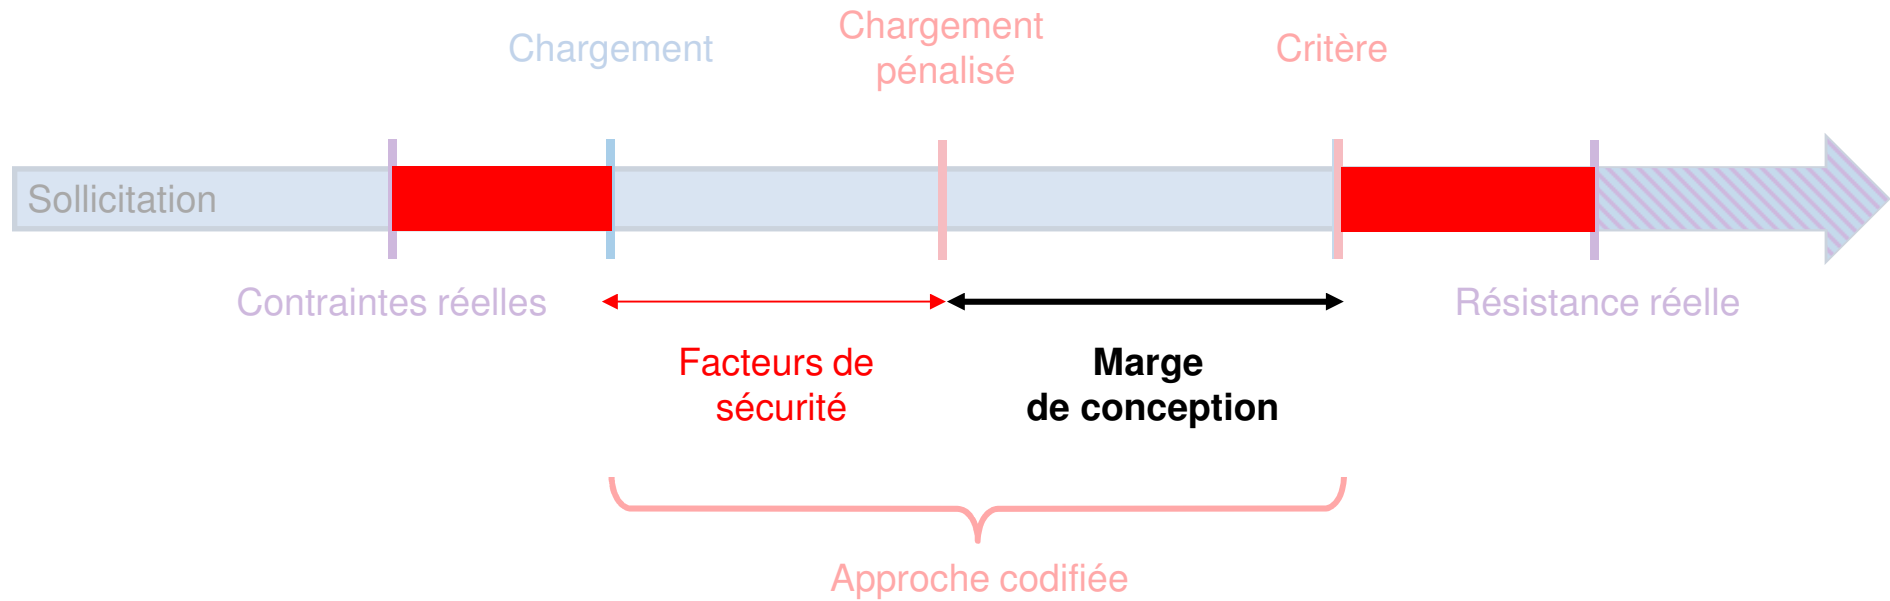 Chargement
Chargement
pénalisé
Critère
Sollicitation
Contraintes réelles
Résistance réelle
Facteurs de
sécurité
Marge
de conception
Approche codifiée